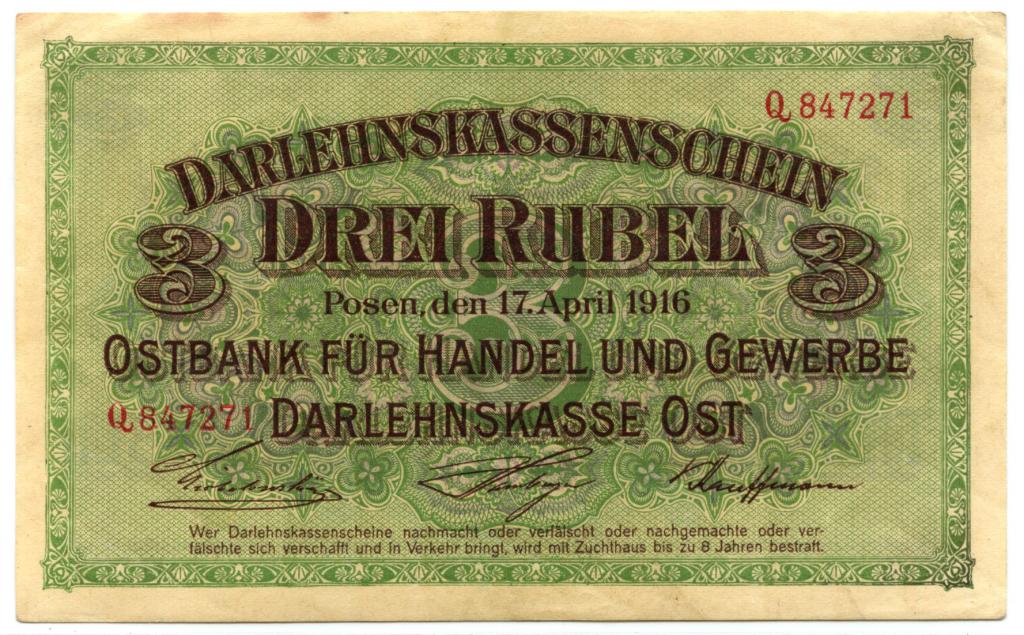 Q 847271
DARLEHNSKASSENSCHEIN
DREI RUBEL
3 3
Posen, den 17. April 1916
OSTBANK FÜR HANDEL UND GEWERBE
Q 847271 DARLEHNSKASSE OST
Kauffmann
Wer Darlehnskassenscheine nachmacht oder verfälscht oder nachgemachte oder ver-
fälschte sich verschafft und in Verkehr bringt, wird mit Zuchthaus bis zu 8 Jahren bestraft.